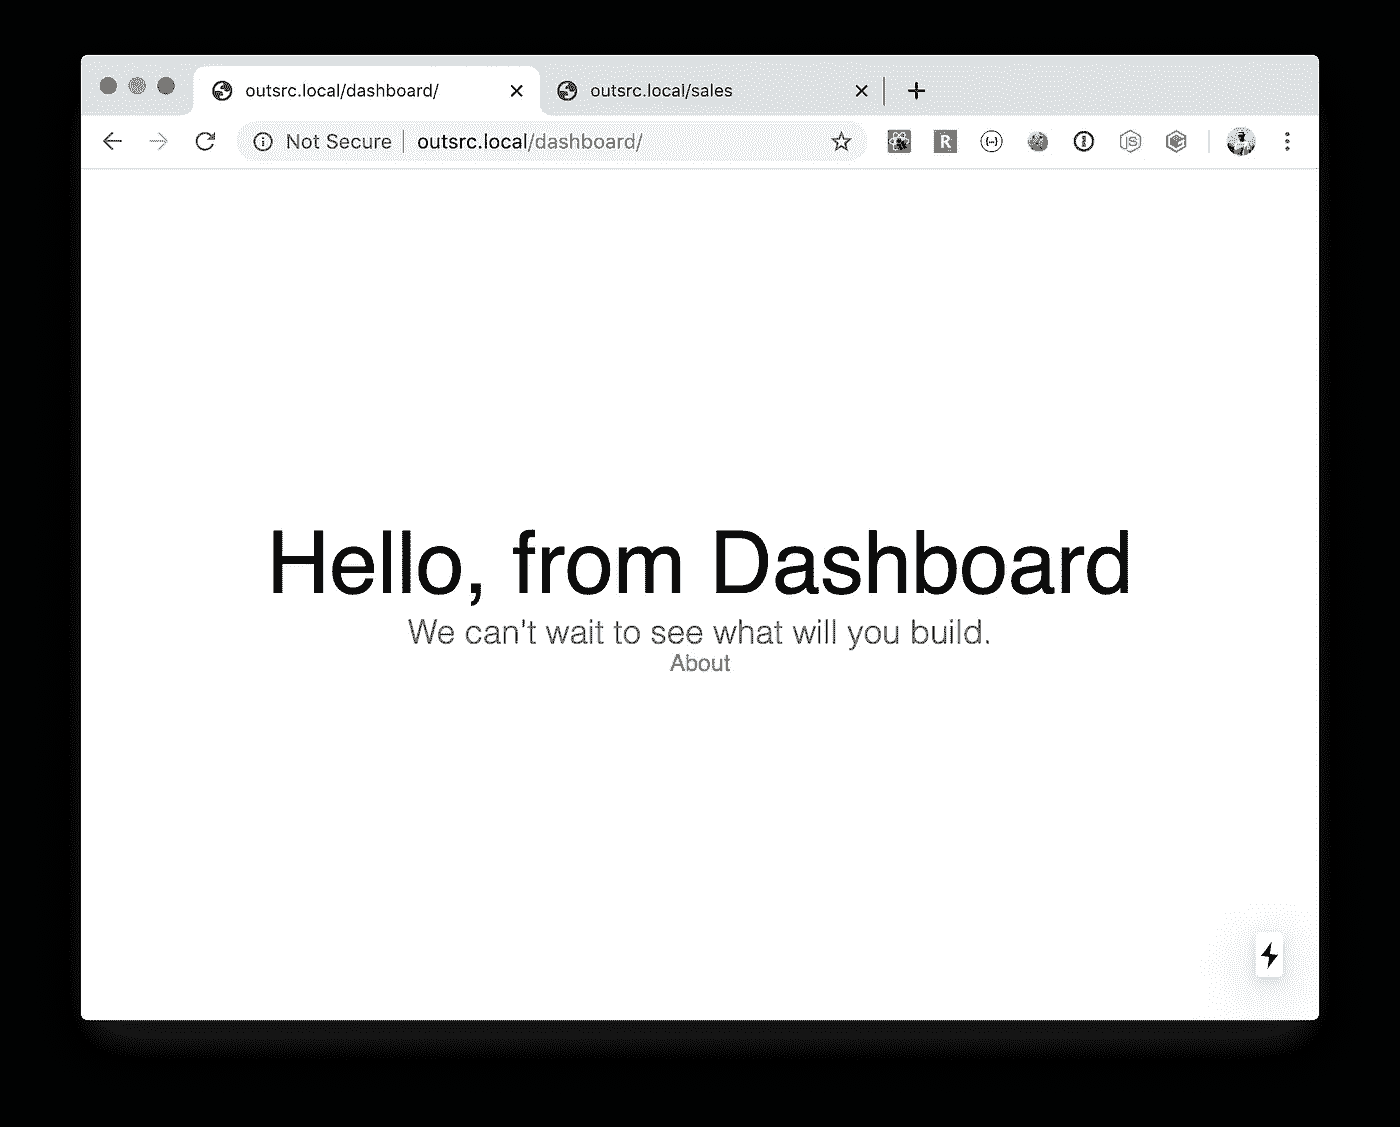 outsrc.local/dashboard/
outsrc.local/sales
Not Secure
outsrc.local/dashboard/
R
JS
Hello, from Dashboard
We can't wait to see what will you build.
About